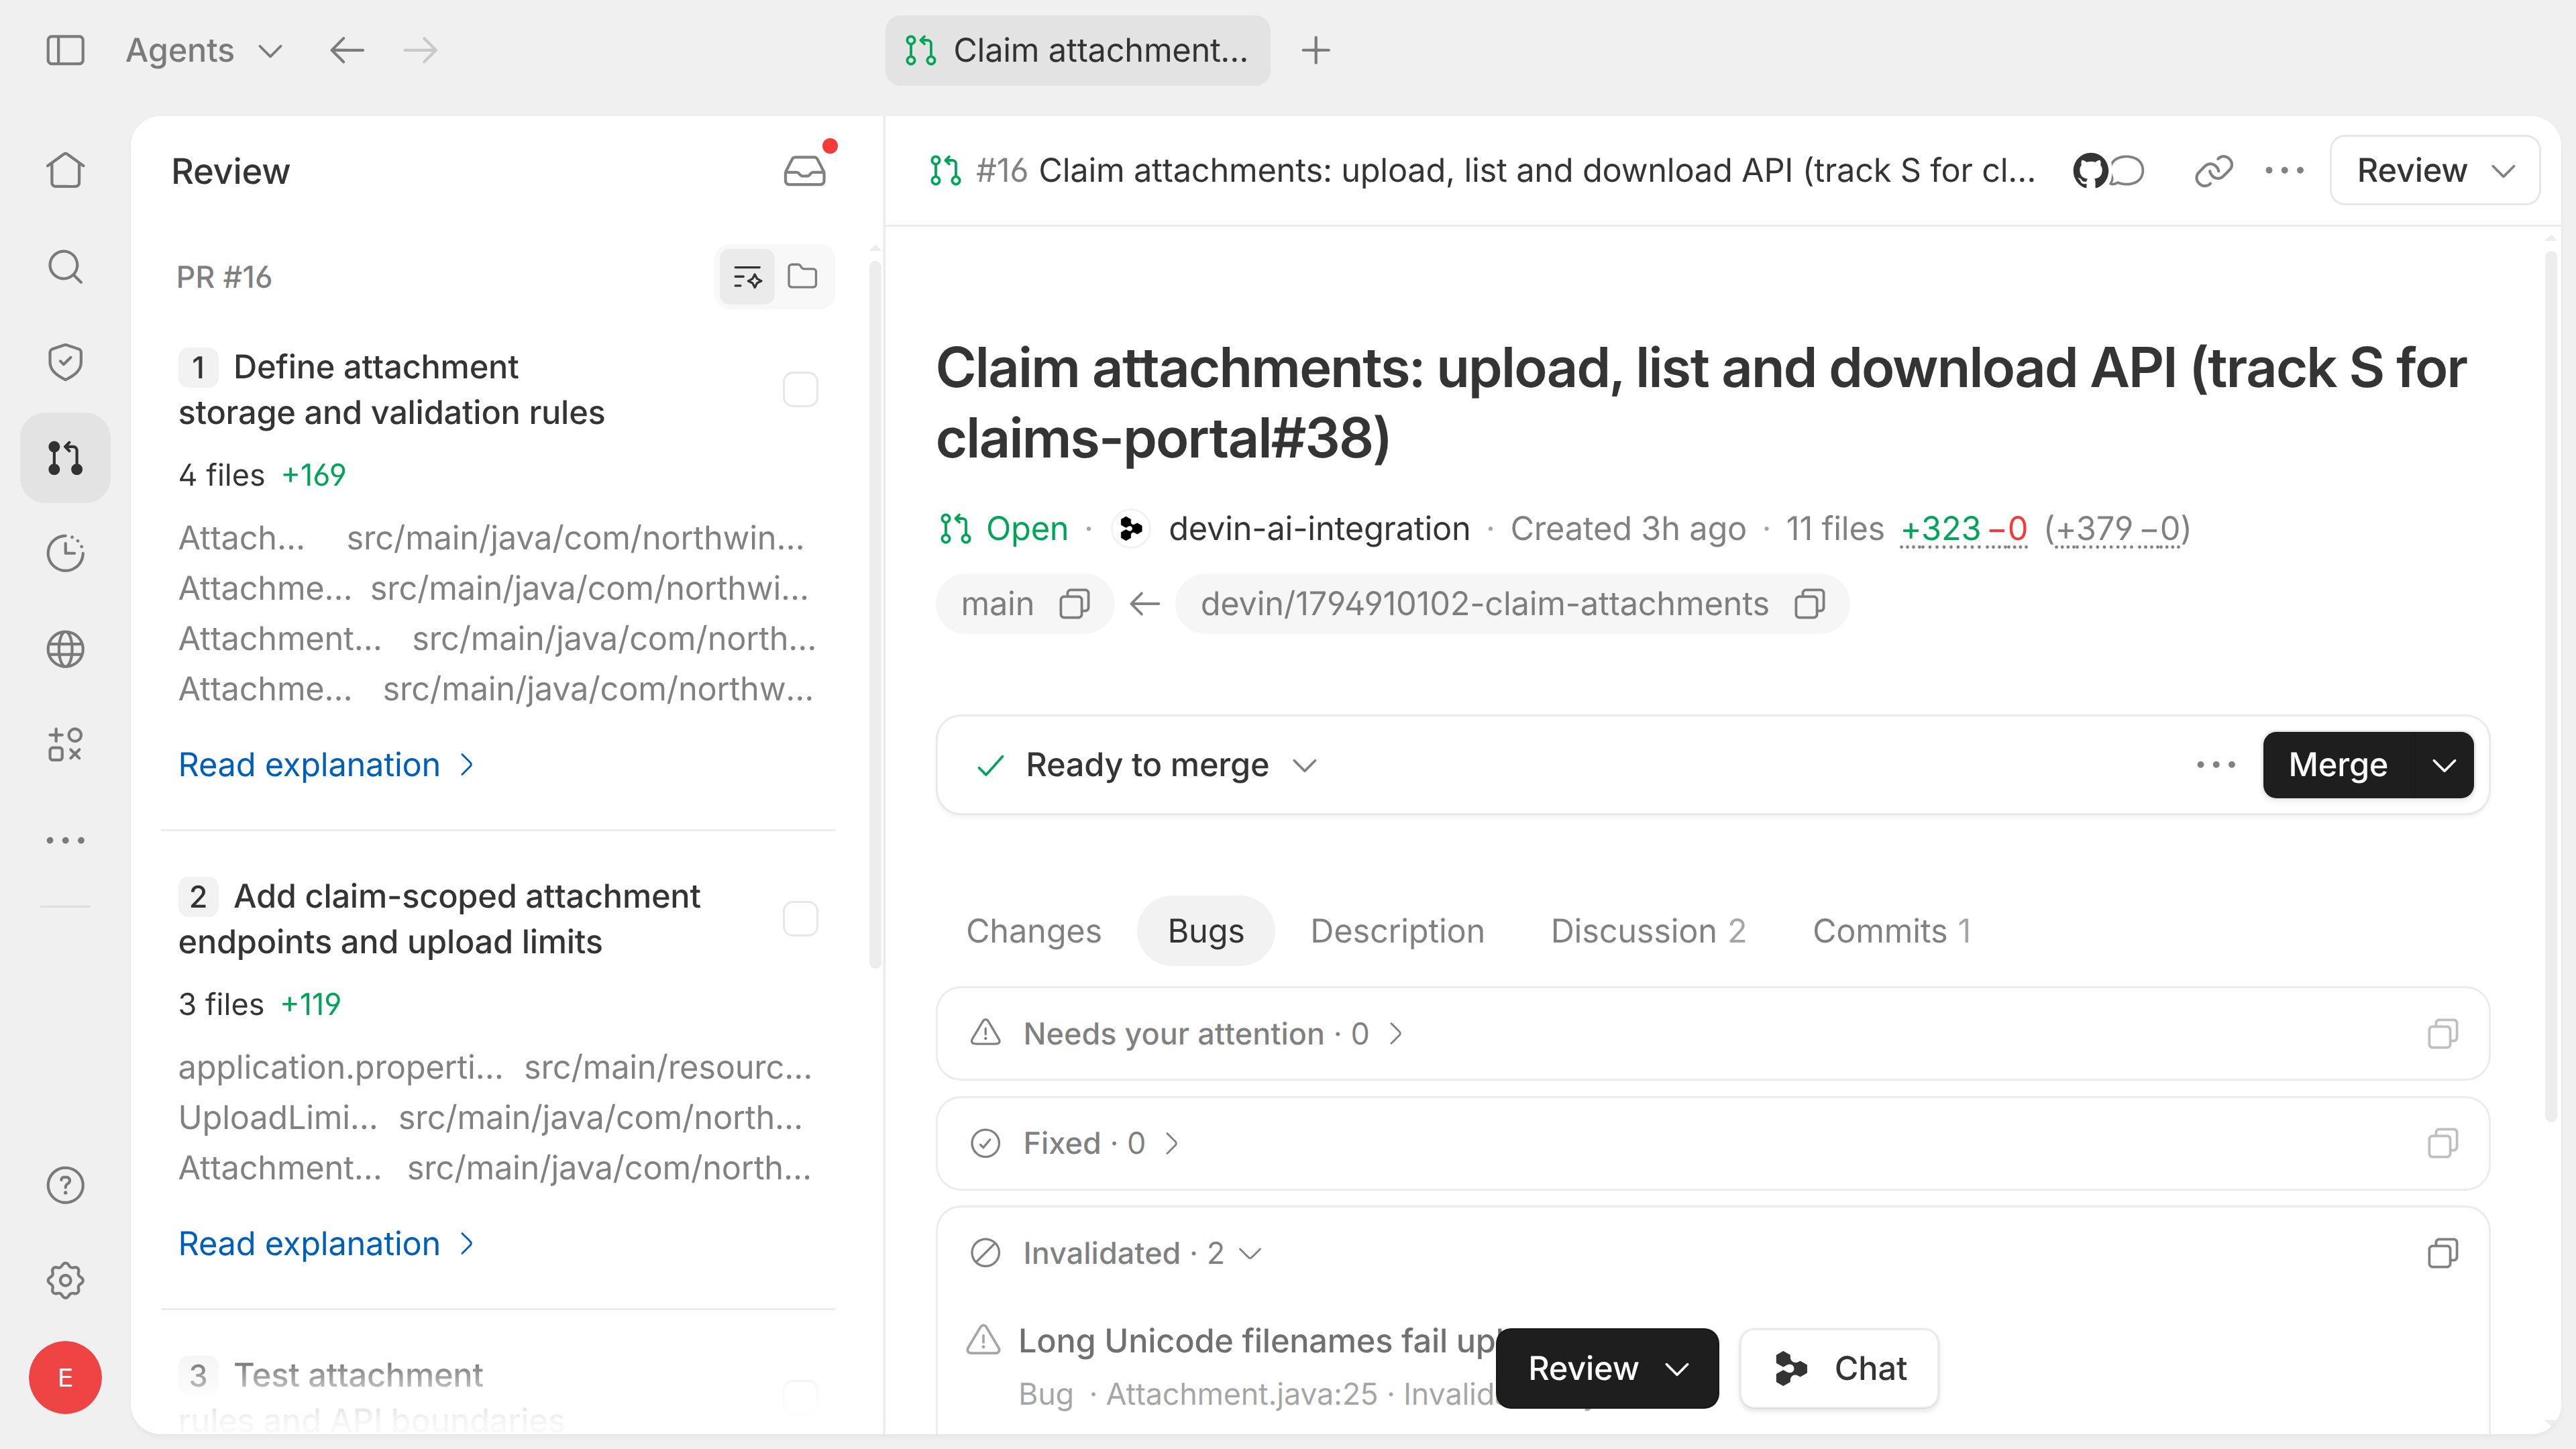 Agents
Claim attachment...
Review
PR #16
1 Define attachment
storage and validation rules
4 files +169
Attach... src/main/java/com/northwin...
Attachme... src/main/java/com/northwi...
Attachment... src/main/java/com/north...
Attachme... src/main/java/com/northw...
Read explanation
2 Add claim-scoped attachment
endpoints and upload limits
3 files +119
application.properti... src/main/resourc...
UploadLimi... src/main/java/com/north...
Attachment... src/main/java/com/north...
Read explanation
3 Test attachment
rules and API boundaries
E
#16 Claim attachments: upload, list and download API (track S for cl...
Review
Claim attachments: upload, list and download API (track S for
claims-portal#38)
Open · devin-ai-integration · Created 3h ago · 11 files +323 −0 (+379 −0)
main
devin/1794910102-claim-attachments
Ready to merge
Merge
Changes
Bugs
Description
Discussion 2
Commits 1
Needs your attention · 0
Fixed · 0
Invalidated · 2
Long Unicode filenames fail
Bug · Attachment.java:25 ·
Review
Chat